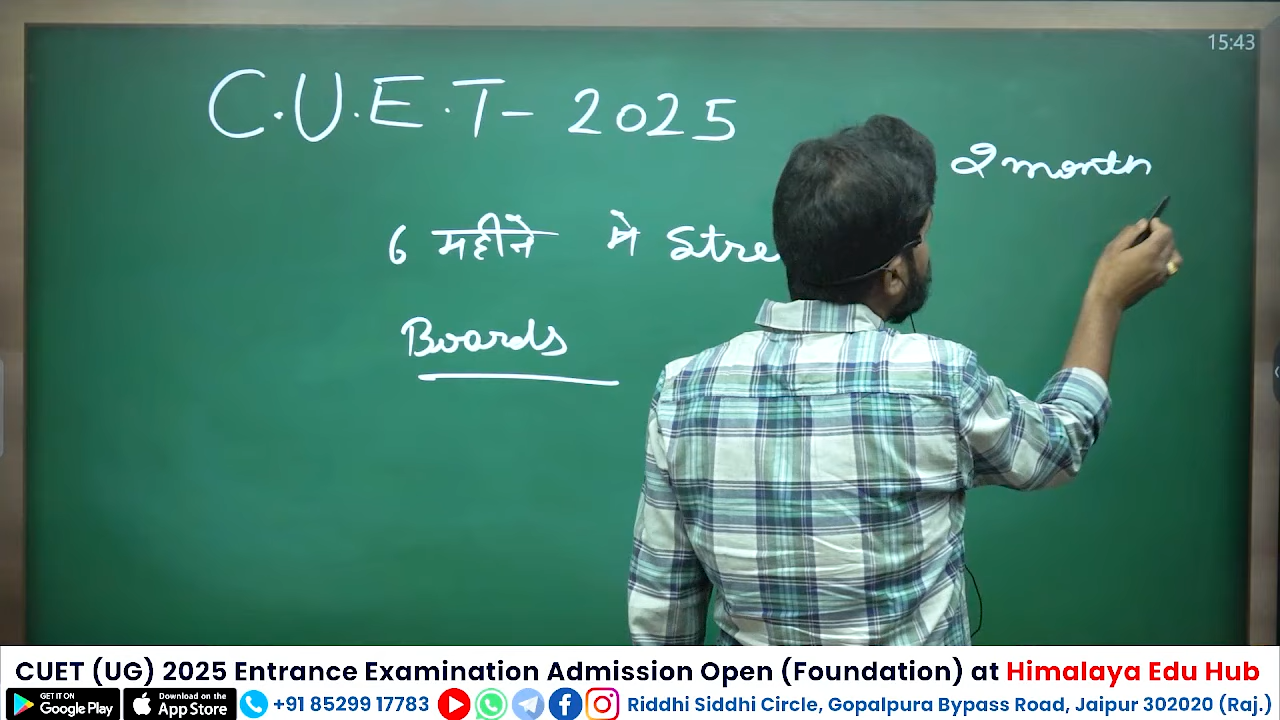 15:43
C.U.E.T - 2025
2 month
6 महीने में Stre
Boards
CUET (UG) 2025 Entrance Examination Admission Open (Foundation) at Himalaya Edu Hub
GET IT ON Google Play Download on the App Store +91 85299 17783 Riddhi Siddhi Circle, Gopalpura Bypass Road, Jaipur 302020 (Raj.)